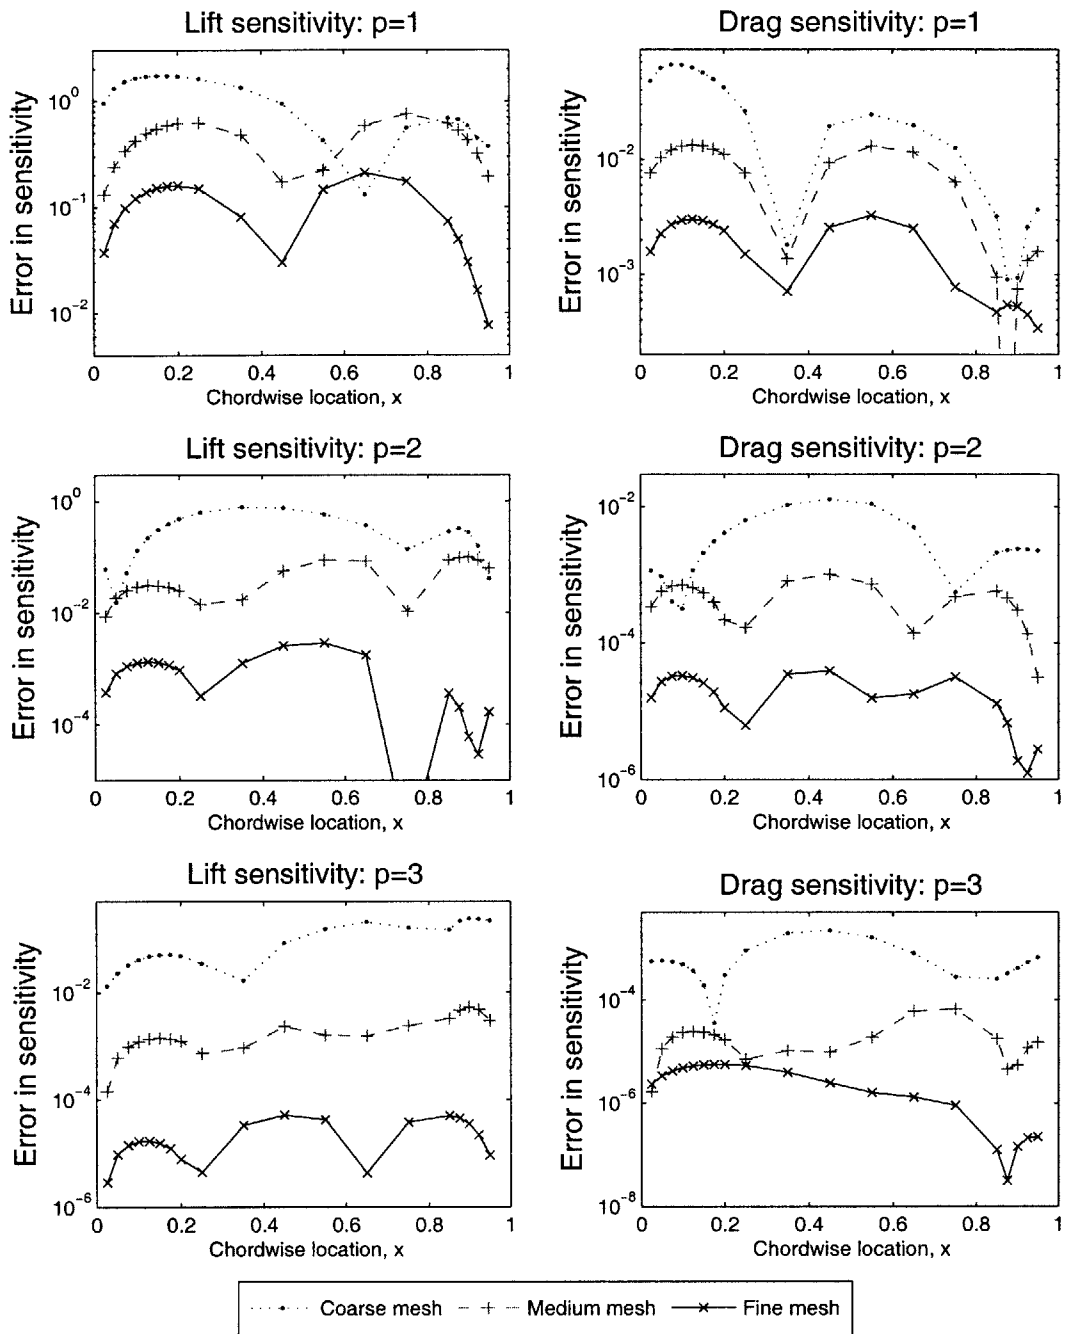 Lift sensitivity: p=1
Error in sensitivity
10^0
10^-1
10^-2
0 0.2 0.4 0.6 0.8 1
Chordwise location, x
Drag sensitivity: p=1
Error in sensitivity
10^-2
10^-3
0 0.2 0.4 0.6 0.8 1
Chordwise location, x
Lift sensitivity: p=2
Error in sensitivity
10^0
10^-2
10^-4
0 0.2 0.4 0.6 0.8 1
Chordwise location, x
Drag sensitivity: p=2
Error in sensitivity
10^-2
10^-4
10^-6
0 0.2 0.4 0.6 0.8 1
Chordwise location, x
Lift sensitivity: p=3
Error in sensitivity
10^-2
10^-4
10^-6
0 0.2 0.4 0.6 0.8 1
Chordwise location, x
Drag sensitivity: p=3
Error in sensitivity
10^-4
10^-6
10^-8
0 0.2 0.4 0.6 0.8 1
Chordwise location, x
Coarse mesh Medium mesh Fine mesh